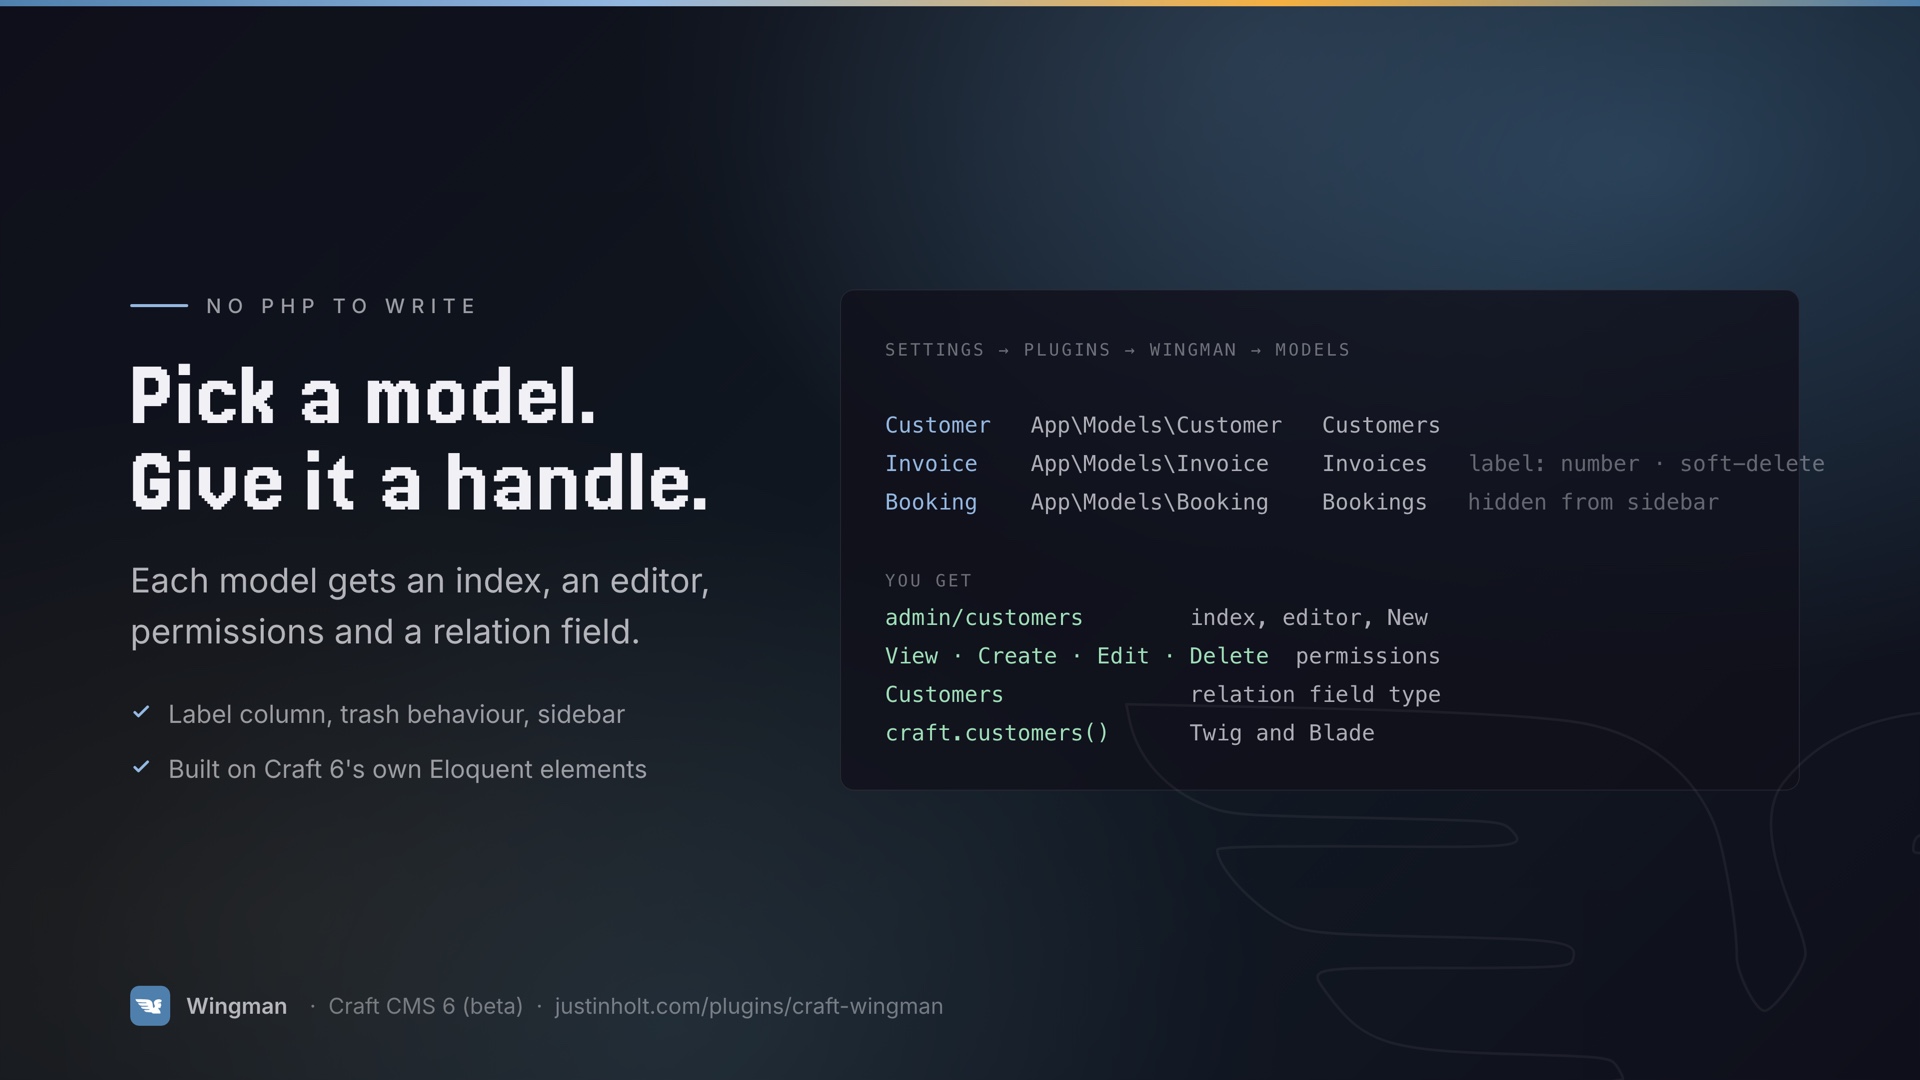 NO PHP TO WRITE
Pick a model.
Give it a handle.
Each model gets an index, an editor,
permissions and a relation field.
Label column, trash behaviour, sidebar
Built on Craft 6's own Eloquent elements
SETTINGS → PLUGINS → WINGMAN → MODELS
Customer App\Models\Customer Customers
Invoice App\Models\Invoice Invoices label: number · soft-delete
Booking App\Models\Booking Bookings hidden from sidebar
YOU GET
admin/customers index, editor, New
View · Create · Edit · Delete permissions
Customers relation field type
craft.customers() Twig and Blade
Wingman · Craft CMS 6 (beta) · justinholt.com/plugins/craft-wingman